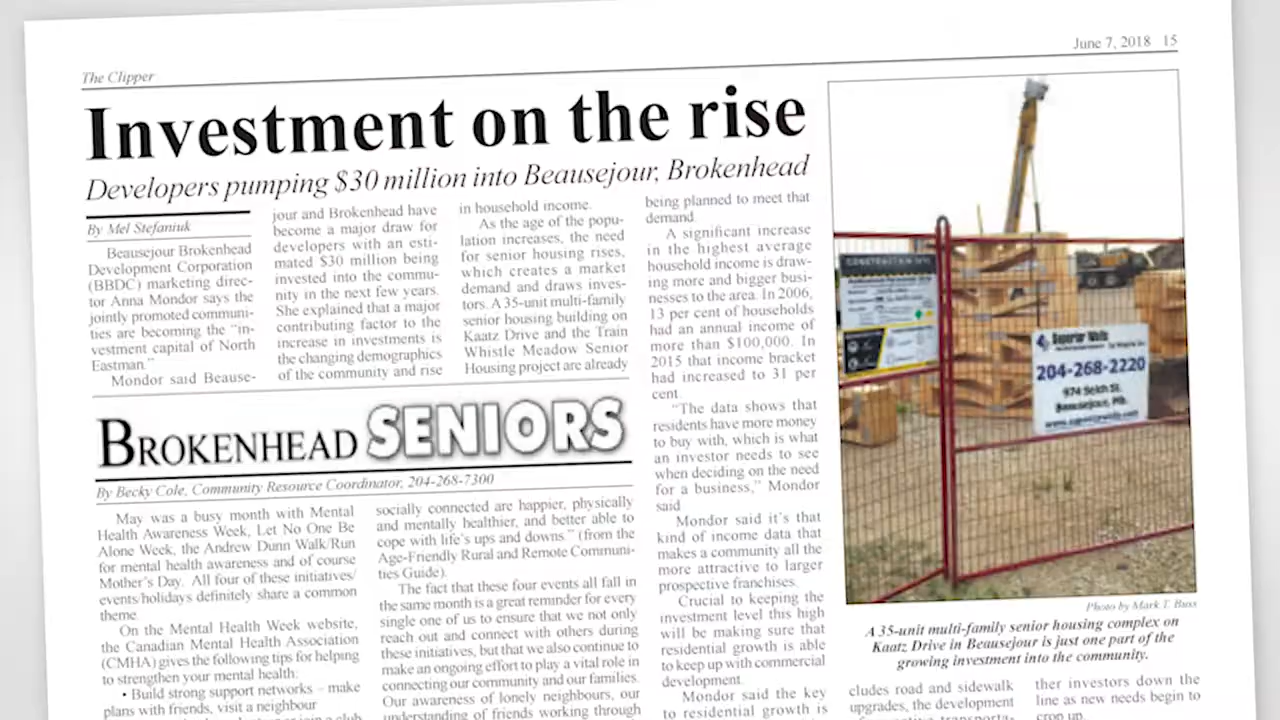 The Clipper
June 7, 2018 15
Investment on the rise
Developers pumping $30 million into Beausejour, Brokenhead
By Mel Stefaniuk
Beausejour Brokenhead
Development Corporation
(BBDC) marketing direc-
tor Anna Mondor says the
jointly promoted communi-
ties are becoming the "in-
vestment capital of North
Eastman."
Mondor said Beause-
jour and Brokenhead have
become a major draw for
developers with an esti-
mated $30 million being
invested into the commu-
nity in the next few years.
She explained that a major
contributing factor to the
increase in investments is
the changing demographics
of the community and rise
in household income.
As the age of the popu-
lation increases, the need
for senior housing rises,
which creates a market
demand and draws inves-
tors. A 35-unit multi-family
senior housing building on
Kaatz Drive and the Train
Whistle Meadow Senior
Housing project are already
being planned to meet that
demand.
A significant increase
in the highest average
household income is draw-
ing more and bigger busi-
nesses to the area. In 2006,
13 per cent of households
had an annual income of
more than $100,000. In
2015 that income bracket
had increased to 31 per
cent.
"The data shows that
residents have more money
to buy with, which is what
an investor needs to see
when deciding on the need
for a business," Mondor
said.
Mondor said it's that
kind of income data that
makes a community all the
more attractive to larger
prospective franchises.
Crucial to keeping the
investment level this high
will be making sure that
residential growth is able
to keep up with commercial
development.
Mondor said the key
to residential growth is
CONSTRUCTION SITE
Superior Walls
204-268-2220
974 Selch St.
Beausejour, Mb.
Photo by Mark T. Buss
A 35-unit multi-family senior housing complex on
Kaatz Drive in Beausejour is just one part of the
growing investment into the community.
cludes road and sidewalk
upgrades, the development
ther investors down the
line as new needs begin to
crop up.
BROKENHEAD SENIORS
By Becky Cole, Community Resource Coordinator, 204-268-7300
May was a busy month with Mental
Health Awareness Week, Let No One Be
Alone Week, the Andrew Dunn Walk/Run
for mental health awareness and of course
Mother's Day. All four of these initiatives/
events/holidays definitely share a common
theme.
On the Mental Health Week website,
the Canadian Mental Health Association
(CMHA) gives the following tips for helping
to strengthen your mental health:
• Build strong support networks – make
plans with friends, visit a neighbour
socially connected are happier, physically
and mentally healthier, and better able to
cope with life's ups and downs." (from the
Age-Friendly Rural and Remote Communi-
ties Guide).
The fact that these four events all fall in
the same month is a great reminder for every
single one of us to ensure that we not only
reach out and connect with others during
these initiatives, but that we also continue to
make an ongoing effort to play a vital role in
connecting our community and our families.
Our awareness of lonely neighbours, our
understanding of friends working through